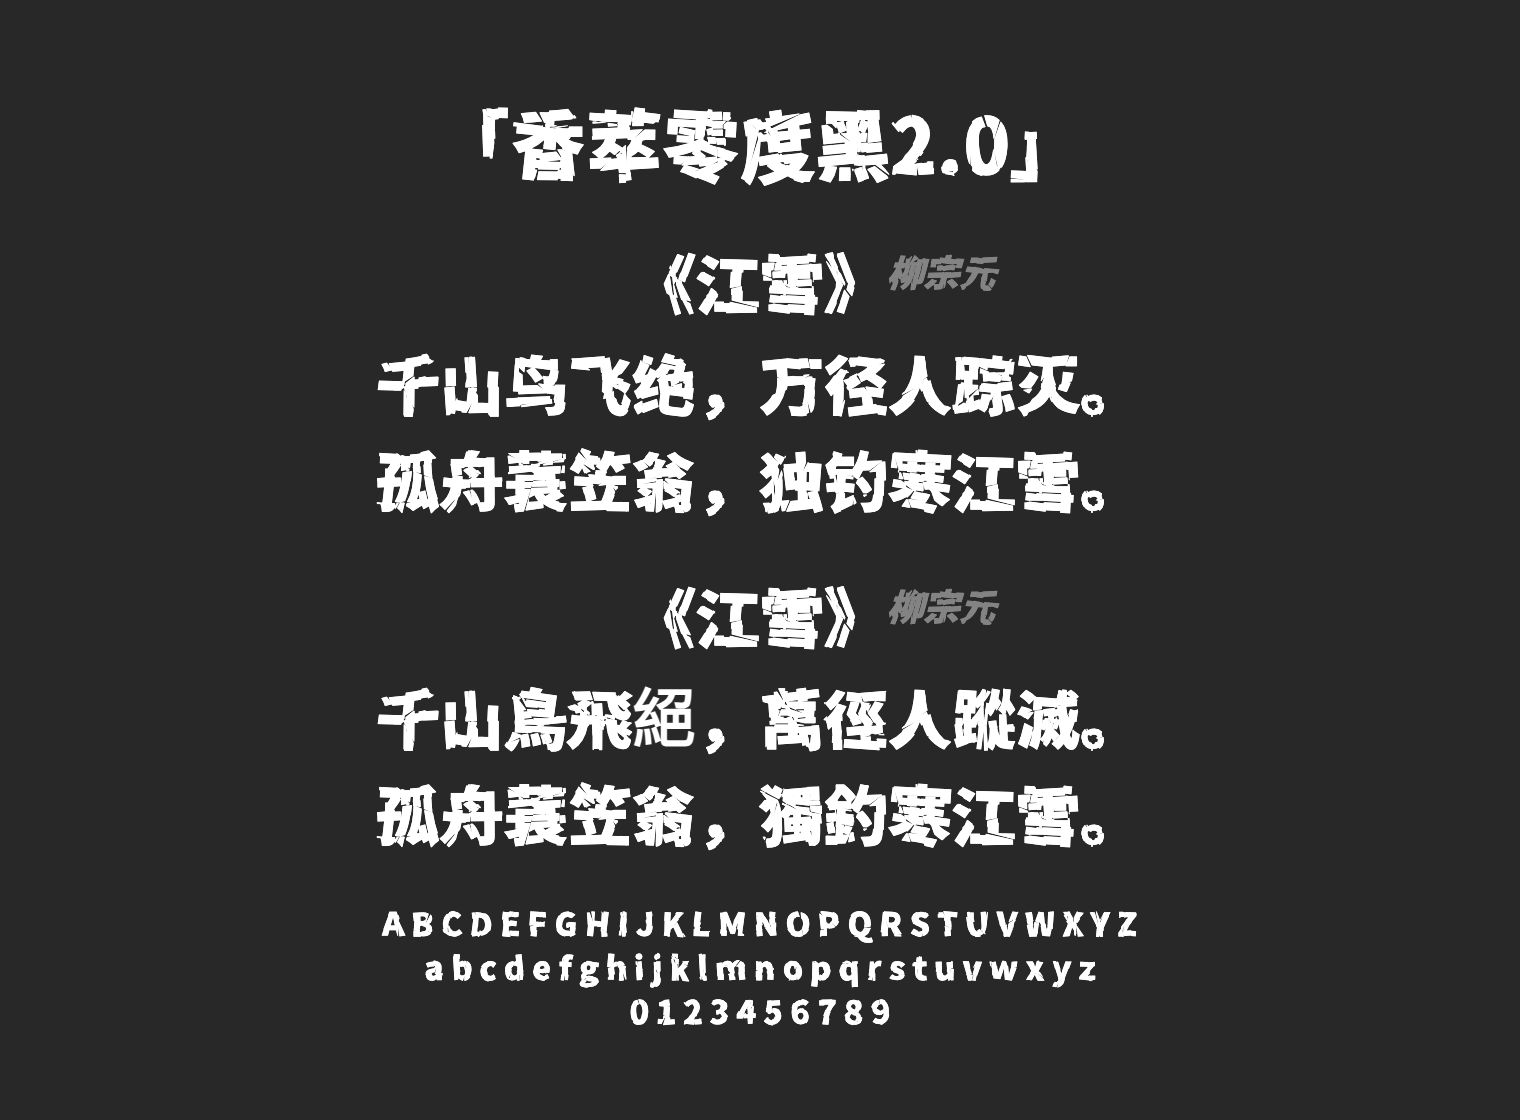 「香萃零度黑2.0」
《江雪》 柳宗元
千山鸟飞绝，万径人踪灭。
孤舟蓑笠翁，独钓寒江雪。
《江雪》 柳宗元
千山鳥飛絕，萬徑人蹤滅。
孤舟蓑笠翁，獨釣寒江雪。
ABCDEFGHIJKLMNOPQRSTUVWXYZ
abcdefghijklmnopqrstuvwxyz
0123456789